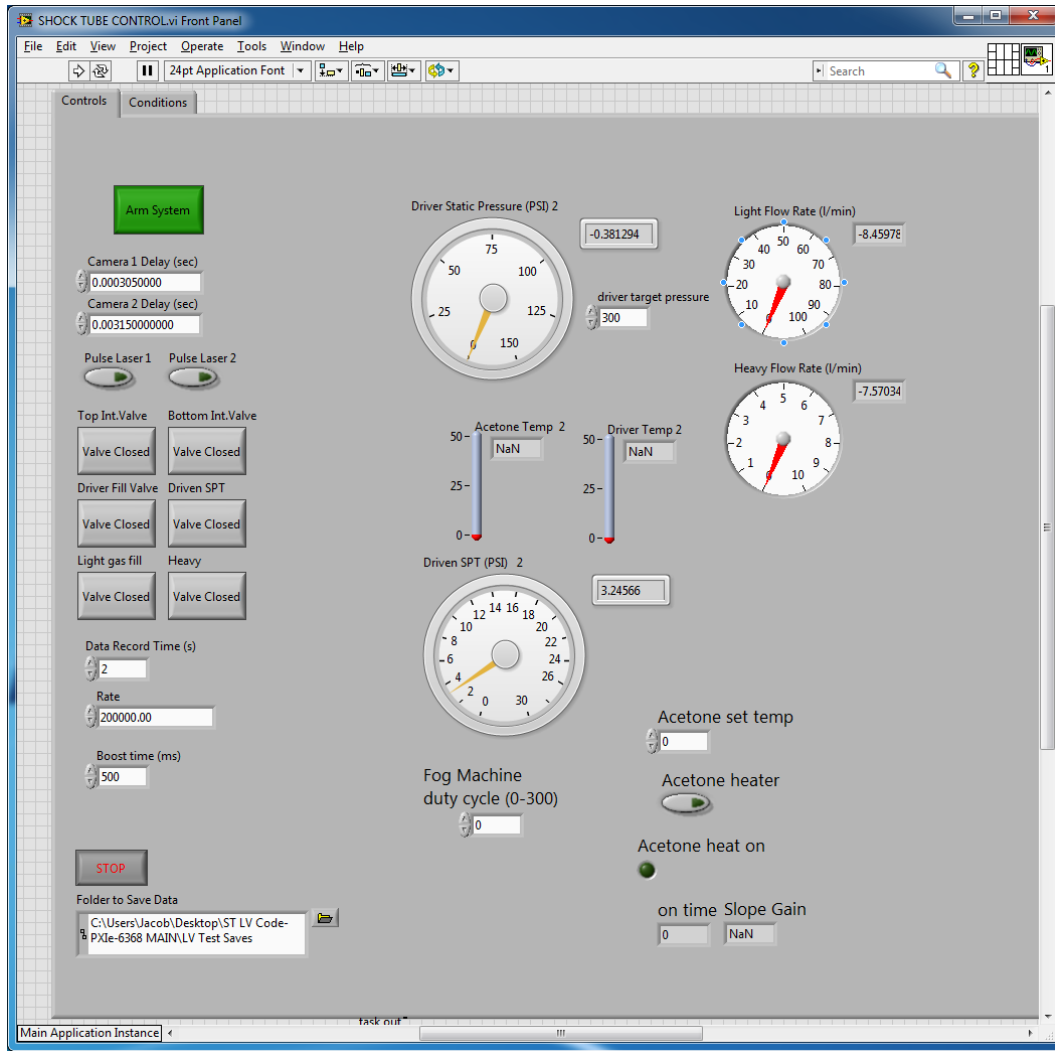 SHOCK TUBE CONTROL.vi Front Panel
File Edit View Project Operate Tools Window Help
24pt Application Font
Search
1
Controls Conditions
Arm System
Camera 1 Delay (sec)
0.0003050000
Camera 2 Delay (sec)
0.003150000000
Pulse Laser 1 Pulse Laser 2
Top Int.Valve Bottom Int.Valve
Valve Closed Valve Closed
Driver Fill Valve Driven SPT
Valve Closed Valve Closed
Light gas fill Heavy
Valve Closed Valve Closed
Data Record Time (s)
2
Rate
200000.00
Boost time (ms)
500
STOP
Folder to Save Data
C:\Users\Jacob\Desktop\ST LV Code-
PXIe-6368 MAIN\LV Test Saves
Driver Static Pressure (PSI) 2
-0.381294
0 25 50 75 100 125 150
driver target pressure
300
Acetone Temp 2
NaN
50
25
0
Driver Temp 2
NaN
50
25
0
Driven SPT (PSI) 2
3.24566
0 2 4 6 8 10 12 14 16 18 20 22 24 26 30
Fog Machine
duty cycle (0-300)
0
Light Flow Rate (l/min)
-8.45978
0 10 20 30 40 50 60 70 80 90 100
Heavy Flow Rate (l/min)
-7.57034
0 1 2 3 4 5 6 7 8 9 10
Acetone set temp
0
Acetone heater
Acetone heat on
on time Slope Gain
0 NaN
task out
Main Application Instance